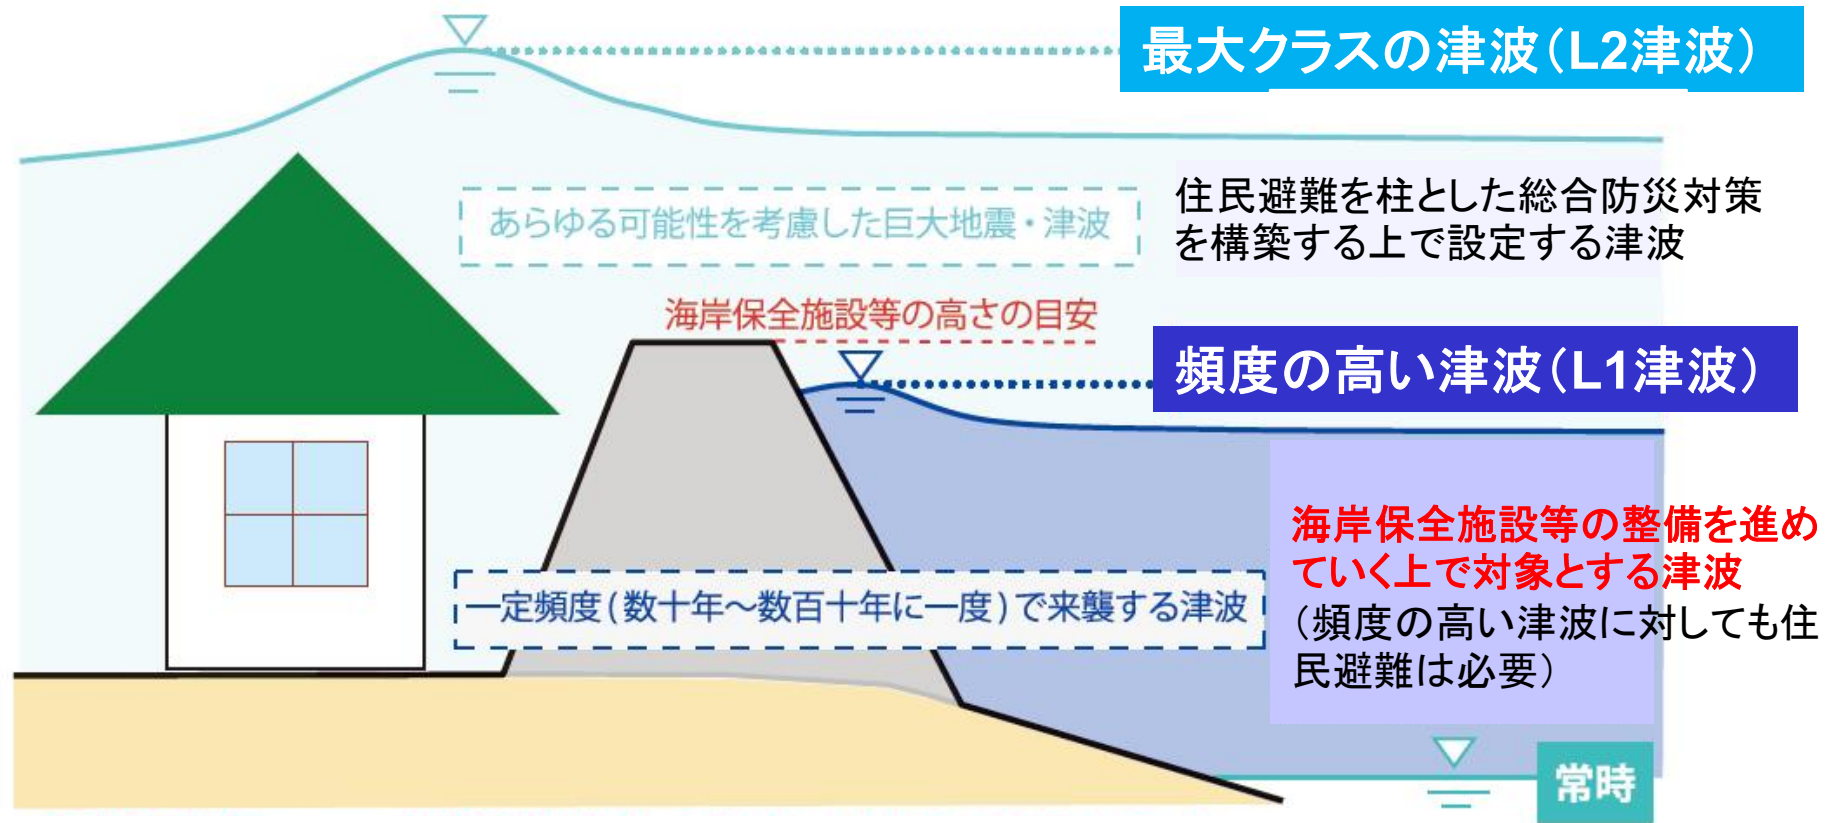 最大クラスの津波（L2津波）
住民避難を柱とした総合防災対策
を構築する上で設定する津波
あらゆる可能性を考慮した巨大地震・津波
海岸保全施設等の高さの目安
頻度の高い津波（L1津波）
海岸保全施設等の整備を進め
ていく上で対象とする津波
（頻度の高い津波に対しても住
民避難は必要）
一定頻度(数十年～数百十年に一度)で来襲する津波
常時